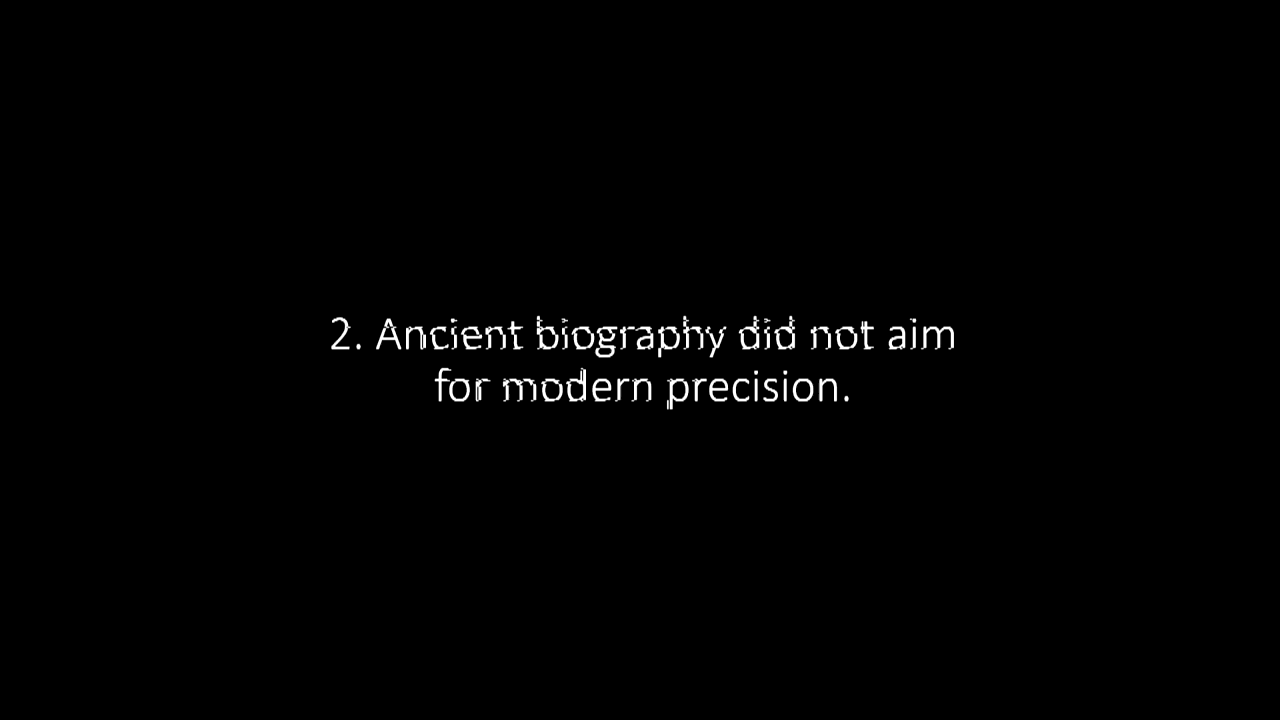 2. Ancient biography did not aim
for modern precision.